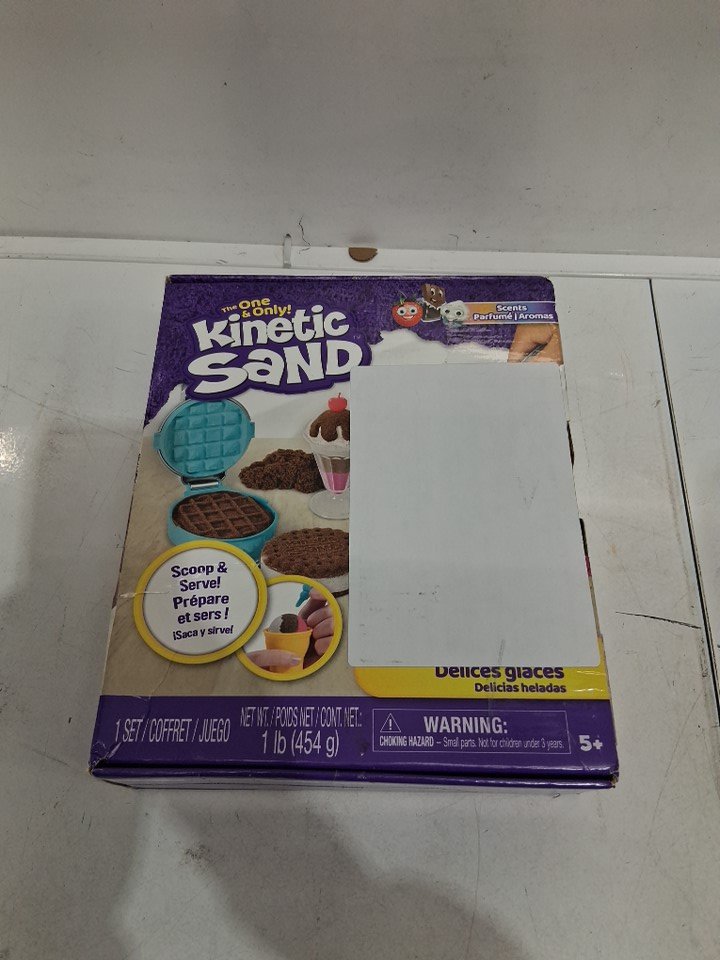 The One
& Only!
Kinetic
SAND
Scents
Parfumé | Aromas
Scoop &
Serve!
Prépare
et sers !
¡Saca y sirve!
Délices glacés
Delicias heladas
1 SET / COFFRET / JUEGO
NET WT. / POIDS NET / CONT. NET.:
1 lb (454 g)
WARNING:
CHOKING HAZARD – Small parts. Not for children under 3 years.
5+